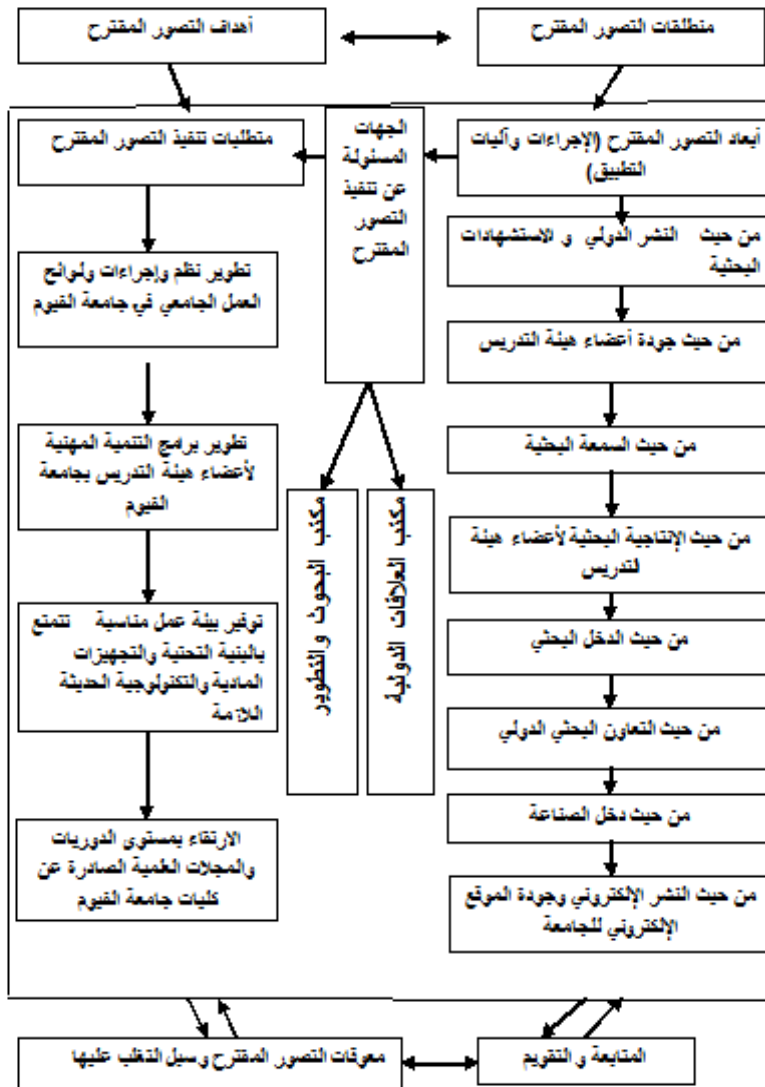 منطلقات التصور المقترح
أهداف التصور المقترح
أبعاد التصور المقترح (الإجراءات وآليات
التطبيق)
الجهات
المسئولة
عن تنفيذ
التصور
المقترح
متطلبات تنفيذ التصور المقترح
من حيث النشر الدولي و الاستشهادات
البحثية
من حيث جودة أعضاء هيئة التدريس
من حيث السمعة البحثية
من حيث الإنتاجية البحثية لأعضاء هيئة
لتدريس
من حيث الدخل البحثي
من حيث التعاون البحثي الدولي
من حيث دخل الصناعة
من حيث النشر الإلكتروني وجودة الموقع
الإلكتروني للجامعة
مكتب العلاقات الدولية
مكتب البحوث والتطوير
تطوير نظم وإجراءات ولوائح
العمل الجامعي في جامعة الفيوم
تطوير برامج التنمية المهنية
لأعضاء هيئة التدريس بجامعة
الفيوم
توفير بيئة عمل مناسبة تتمتع
بالبنية التحتية والتجهيزات
المادية والتكنولوجية الحديثة
اللازمة
الارتقاء بمستوى الدوريات
والمجلات العلمية الصادرة عن
كليات جامعة الفيوم
المتابعة و التقويم
معوقات التصور المقترح وسبل التغلب عليها